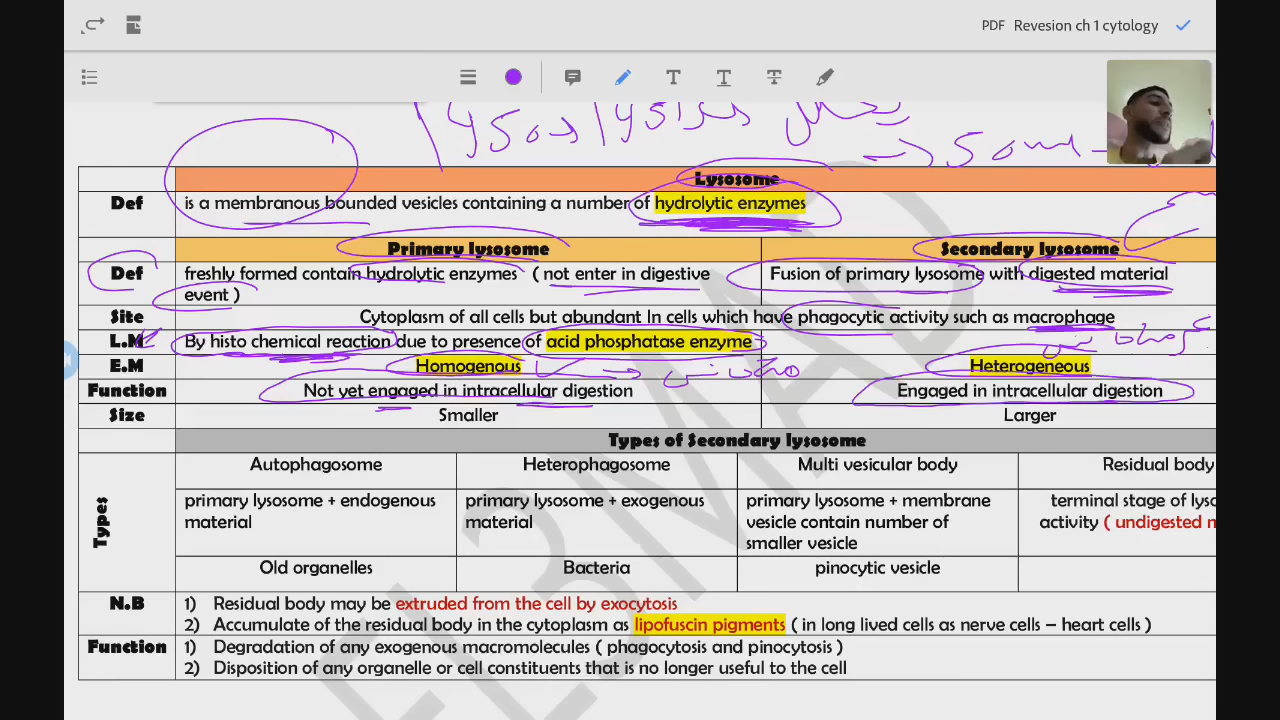 PDF Revesion ch 1 cytology
Lysosome
Def is a membranous bounded vesicles containing a number of hydrolytic enzymes
Primary lysosome Secondary lysosome
Def freshly formed contain hydrolytic enzymes ( not enter in digestive event ) Fusion of primary lysosome with digested material
Site Cytoplasm of all cells but abundant In cells which have phagocytic activity such as macrophage
L.M By histo chemical reaction due to presence of acid phosphatase enzyme
E.M Homogenous Heterogeneous
Function Not yet engaged in intracellular digestion Engaged in intracellular digestion
Size Smaller Larger
Types of Secondary lysosome
Types
Autophagosome Heterophagosome Multi vesicular body Residual body
primary lysosome + endogenous primary lysosome + exogenous primary lysosome + membrane terminal stage of
material material vesicle contain number of activity ( undigested
smaller vesicle
Old organelles Bacteria pinocytic vesicle
N.B 1) Residual body may be extruded from the cell by exocytosis
2) Accumulate of the residual body in the cytoplasm as lipofuscin pigments ( in long lived cells as nerve cells – heart cells )
Function 1) Degradation of any exogenous macromolecules ( phagocytosis and pinocytosis )
2) Disposition of any organelle or cell constituents that is no longer useful to the cell